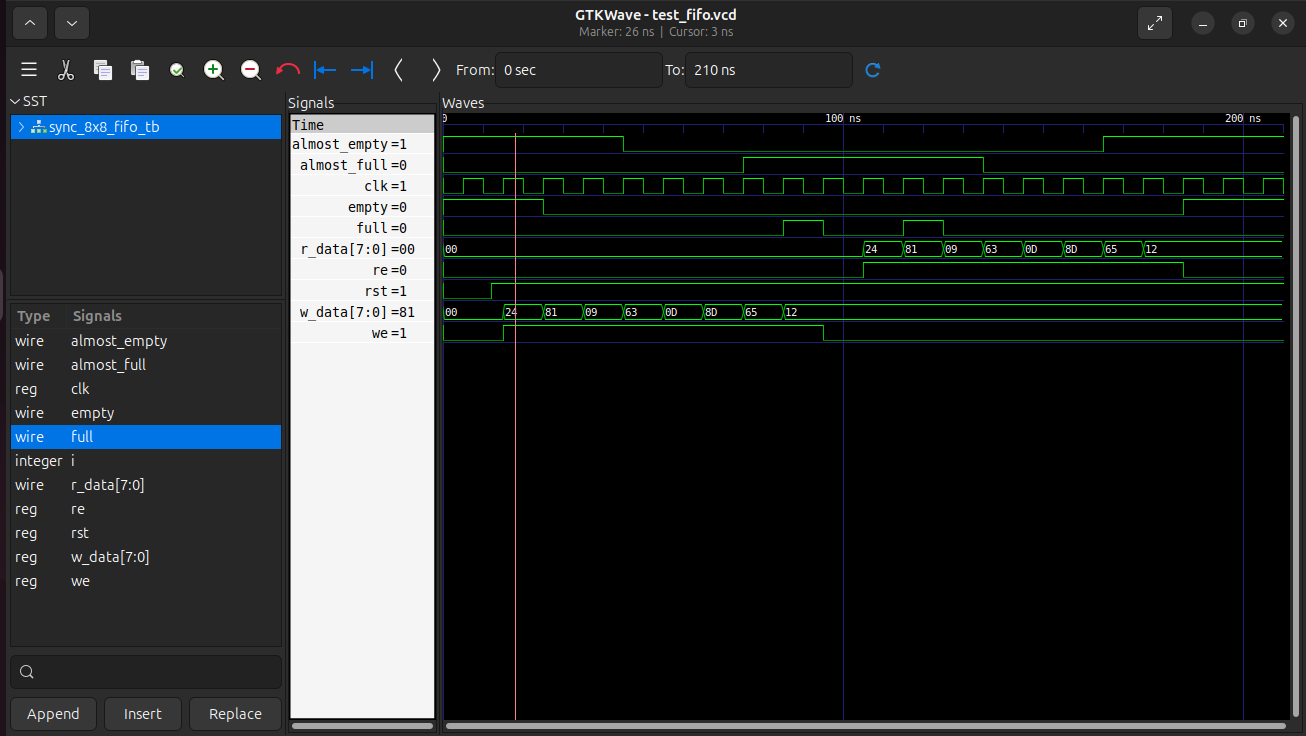 GTKWave - test_fifo.vcd
Marker: 26 ns | Cursor: 3 ns
From: 0 sec To: 210 ns
SST
sync_8x8_fifo_tb
Type Signals
wire almost_empty
wire almost_full
reg clk
wire empty
wire full
integer i
wire r_data[7:0]
reg re
reg rst
reg w_data[7:0]
reg we
Append Insert Replace
Signals
Time
almost_empty=1
almost_full=0
clk=1
empty=0
full=0
r_data[7:0]=00
re=0
rst=1
w_data[7:0]=81
we=1
Waves
0 100 ns 200 ns
00 24 81 09 63 0D 8D 65 12
00 24 81 09 63 0D 8D 65 12